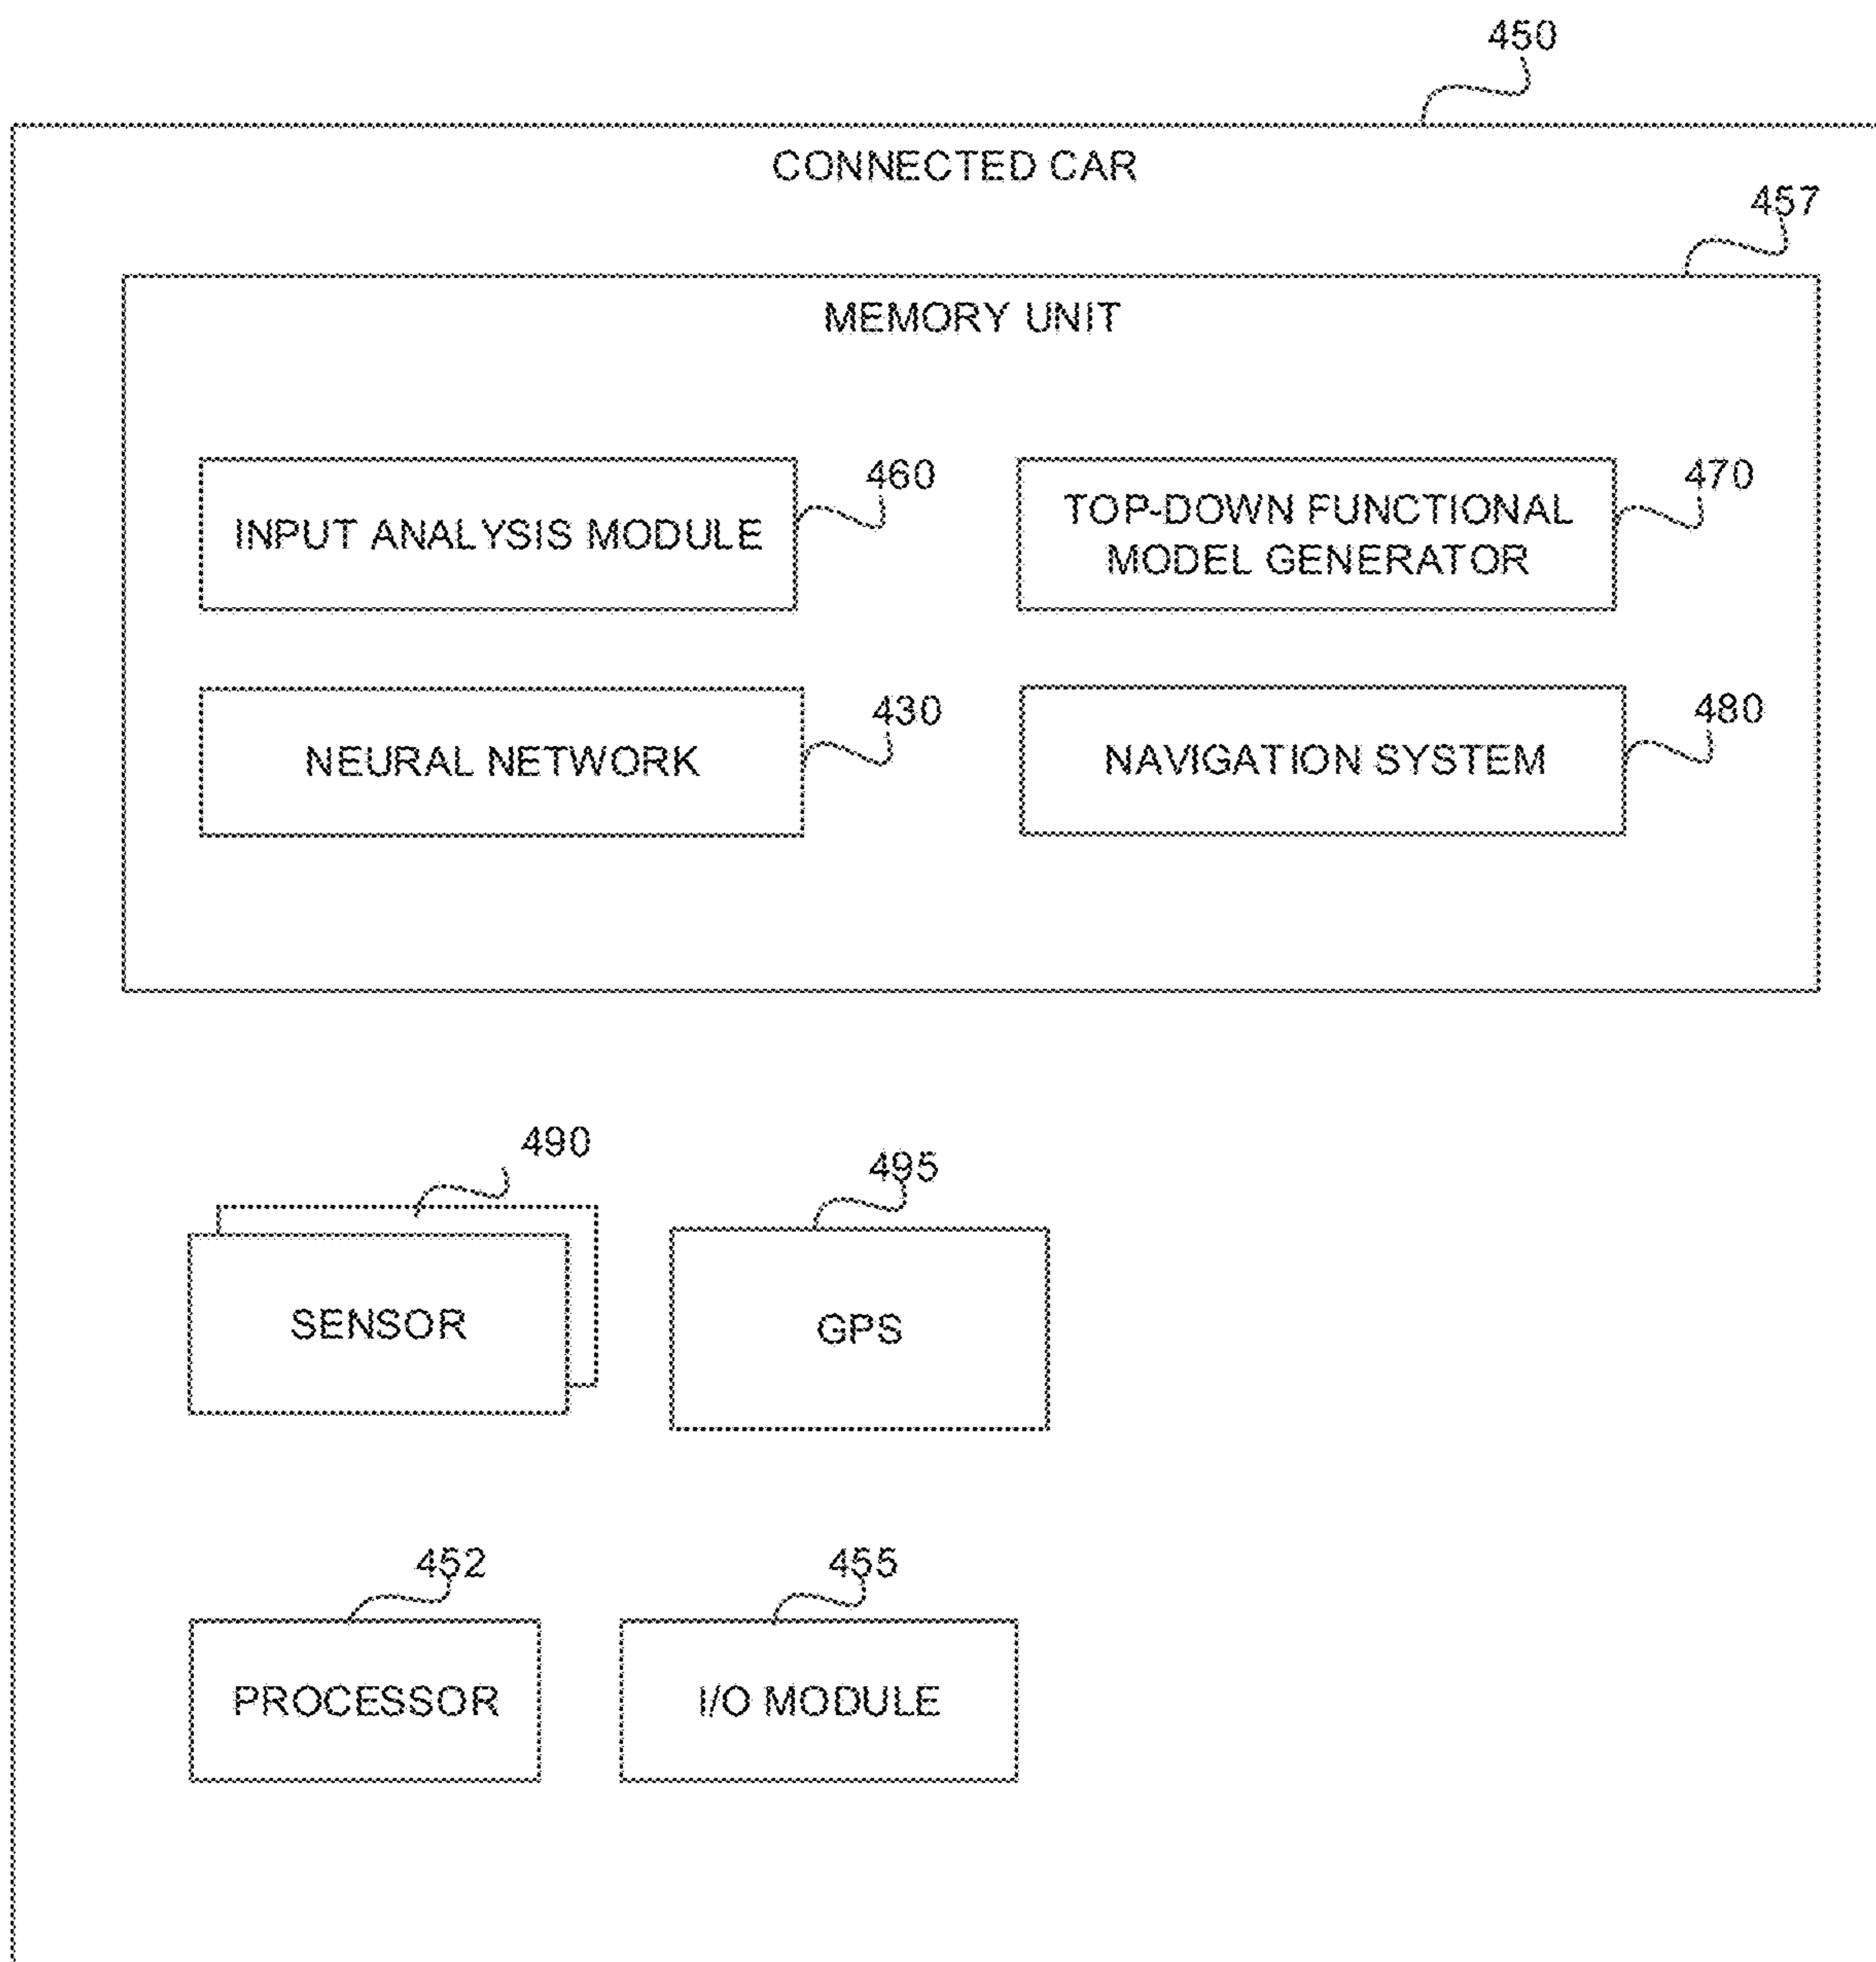 450
CONNECTED CAR
457
MEMORY UNIT
460
INPUT ANALYSIS MODULE
470
TOP-DOWN FUNCTIONAL
MODEL GENERATOR
430
NEURAL NETWORK
480
NAVIGATION SYSTEM
490
SENSOR
495
GPS
452
PROCESSOR
455
I/O MODULE